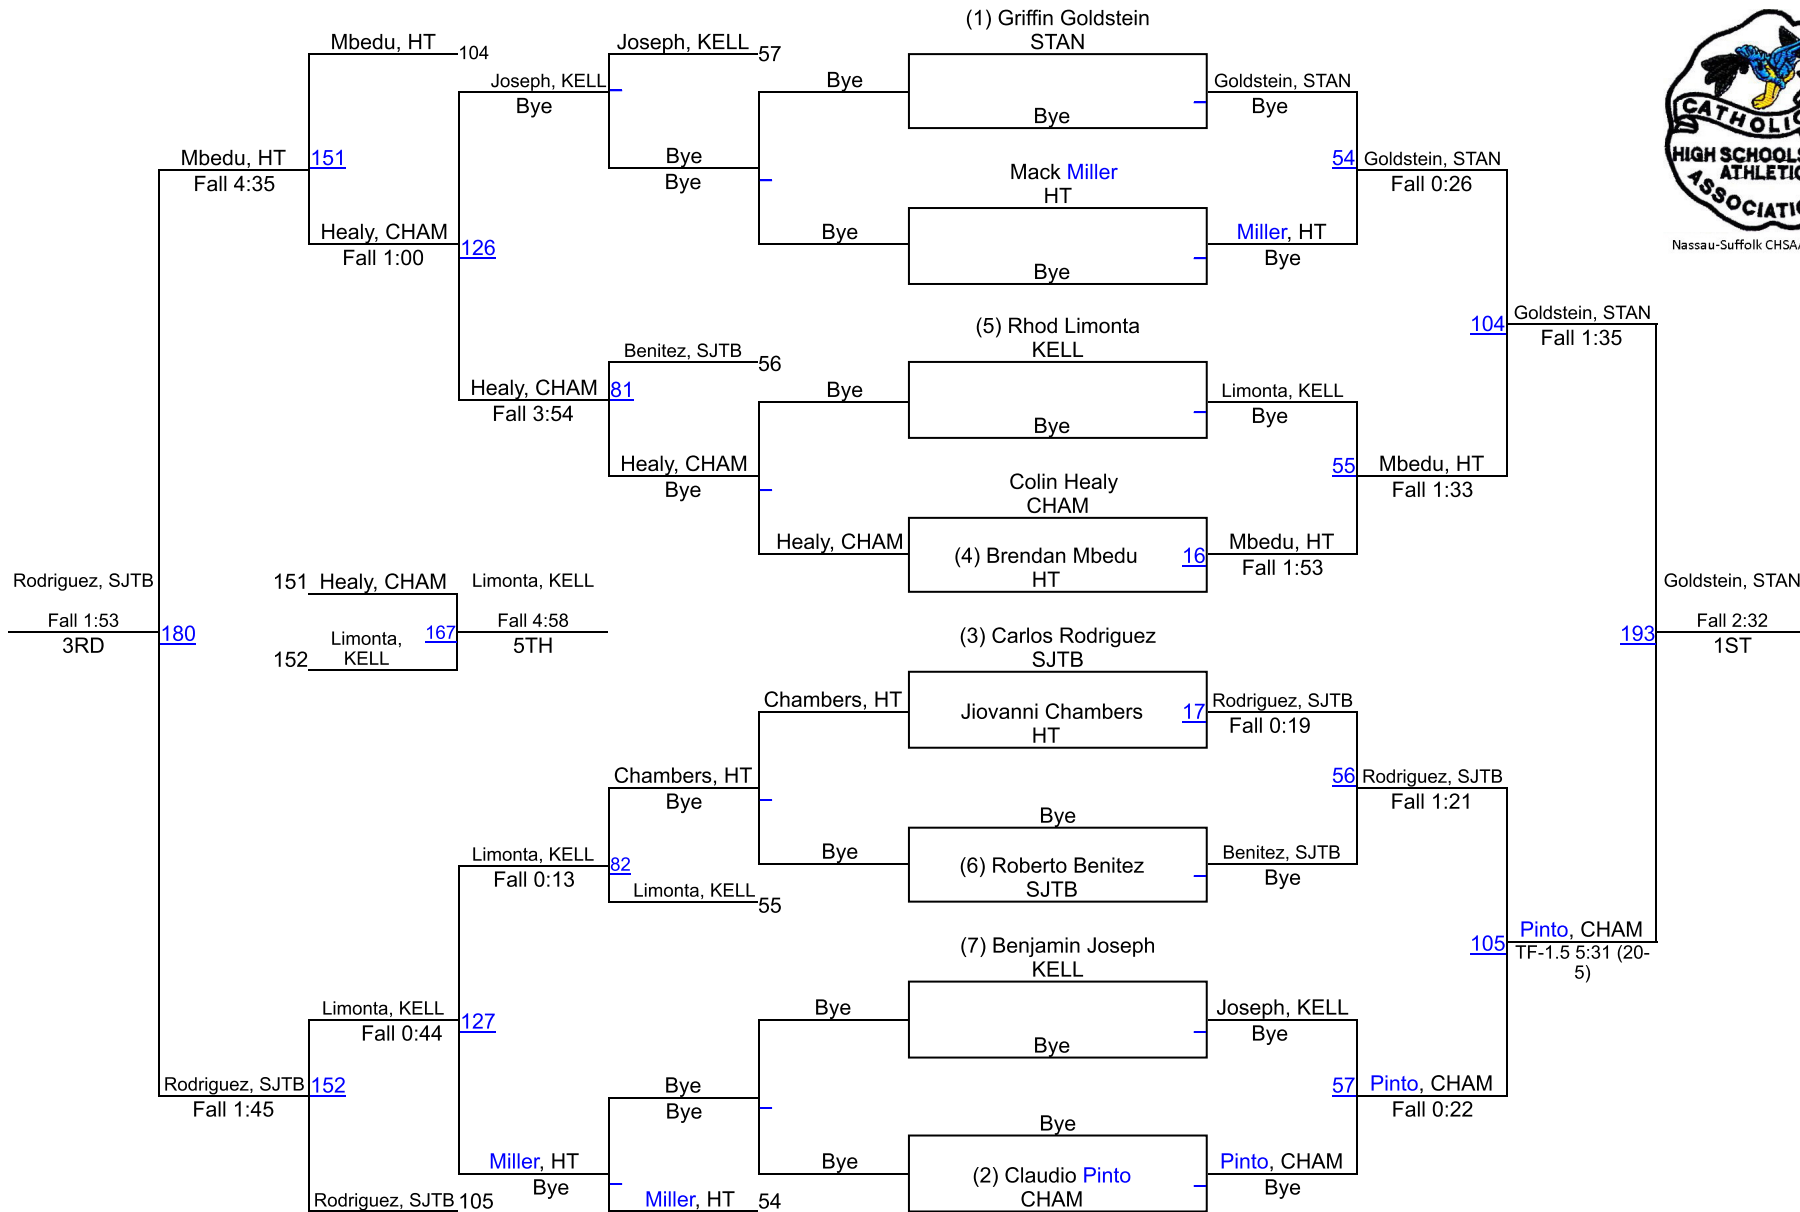 (1) Griffin Goldstein
STAN
Bye
Mack Miller
HT
Bye
(5) Rhod Limonta
KELL
Bye
Colin Healy
CHAM
(4) Brendan Mbedu
HT
16
(3) Carlos Rodriguez
SJTB
Jiovanni Chambers
HT
17
Bye
(6) Roberto Benitez
SJTB
(7) Benjamin Joseph
KELL
Bye
Bye
(2) Claudio Pinto
CHAM
Goldstein, STAN
Bye
Miller, HT
Bye
Limonta, KELL
Bye
Mbedu, HT
Fall 1:53
Rodriguez, SJTB
Fall 0:19
Benitez, SJTB
Bye
Joseph, KELL
Bye
Pinto, CHAM
Bye
54
Goldstein, STAN
Fall 0:26
55
Mbedu, HT
Fall 1:33
56
Rodriguez, SJTB
Fall 1:21
57
Pinto, CHAM
Fall 0:22
104
Goldstein, STAN
Fall 1:35
105
Pinto, CHAM
TF-1.5 5:31 (20-
5)
193
Goldstein, STAN
Fall 2:32
1ST
Bye
Bye
Bye
Healy, CHAM
Chambers, HT
Bye
Bye
Bye
Joseph, KELL
57
Bye
Bye
Benitez, SJTB
56
Healy, CHAM
Bye
Chambers, HT
Bye
Limonta, KELL
55
Bye
Bye
Miller, HT
54
Joseph, KELL
Bye
Healy, CHAM
81
Fall 3:54
Limonta, KELL
82
Fall 0:13
Miller, HT
Bye
Mbedu, HT
104
Healy, CHAM
126
Fall 1:00
Limonta, KELL
127
Fall 0:44
Rodriguez, SJTB
105
Mbedu, HT
151
Fall 4:35
Rodriguez, SJTB
152
Fall 1:45
Rodriguez, SJTB
Fall 1:53
180
3RD
151
Healy, CHAM
152
Limonta,
KELL
167
Limonta, KELL
Fall 4:58
5TH
CATHOLIC
HIGH SCHOOLS
ATHLETIC
ASSOCIATIO
Nassau-Suffolk CHSAA